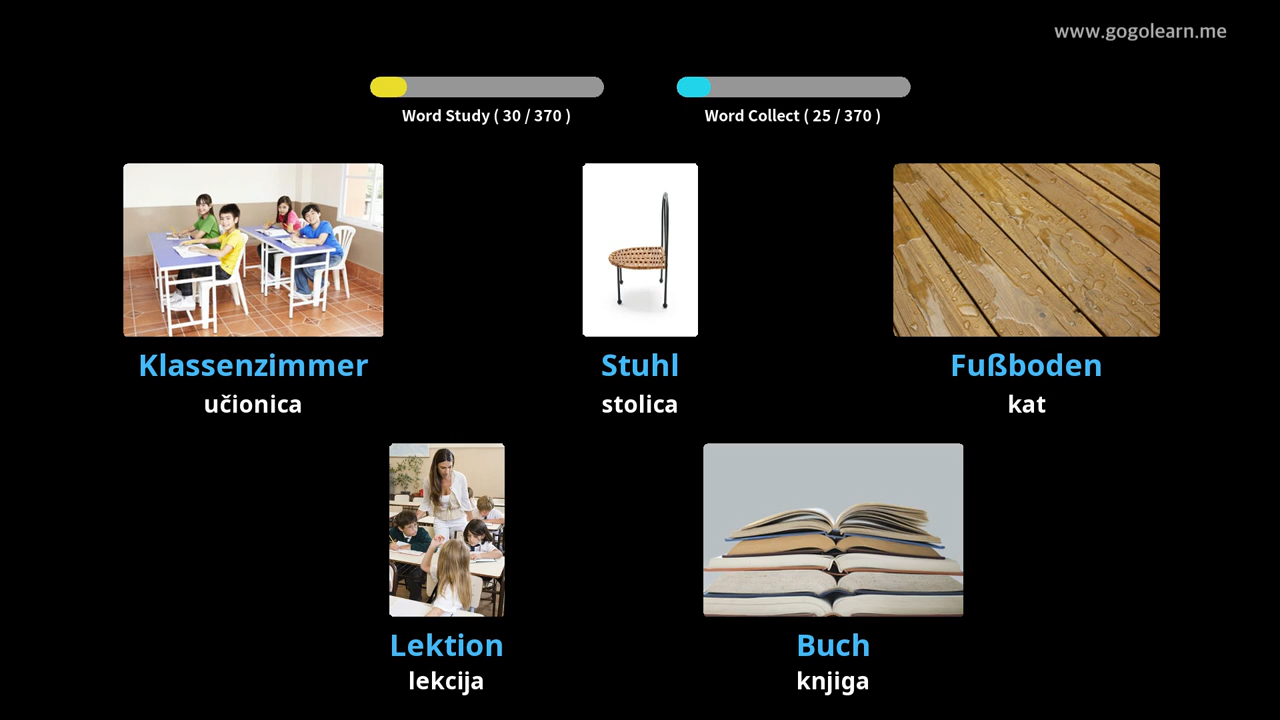 www.gogolearn.me
Word Study ( 30 / 370 )
Word Collect ( 25 / 370 )
Klassenzimmer
učionica
Stuhl
stolica
Fußboden
kat
Lektion
lekcija
Buch
knjiga